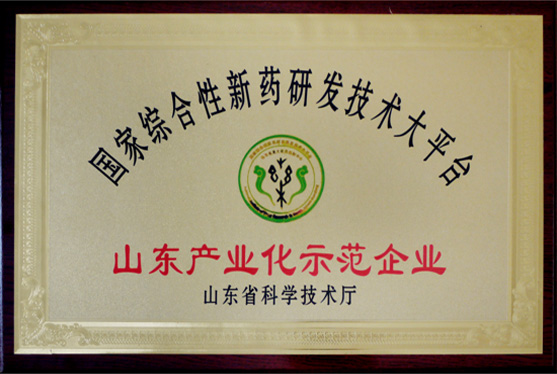 国家综合性新药研发技术大平台
山东产业化示范企业
山东省科学技术厅